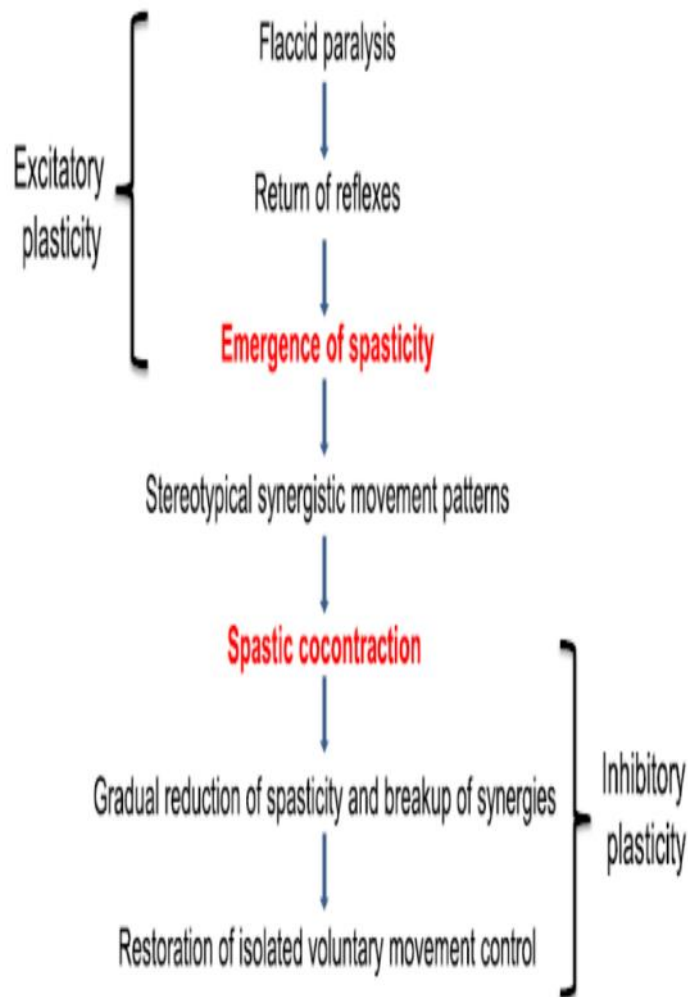 Flaccid paralysis
Excitatory
plasticity
Return of reflexes
Emergence of spasticity
Stereotypical synergistic movement patterns
Spastic cocontraction
Gradual reduction of spasticity and breakup of synergies
Inhibitory
plasticity
Restoration of isolated voluntary movement control